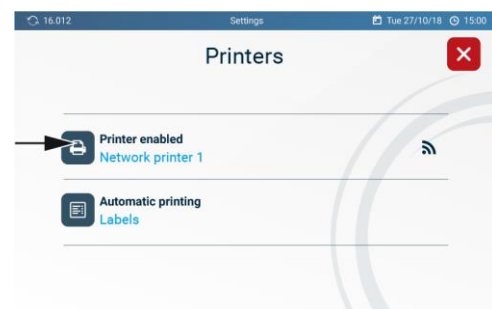 16.012 Settings Tue 27/10/18 15:00
Printers
Printer enabled
Network printer 1
Automatic printing
Labels